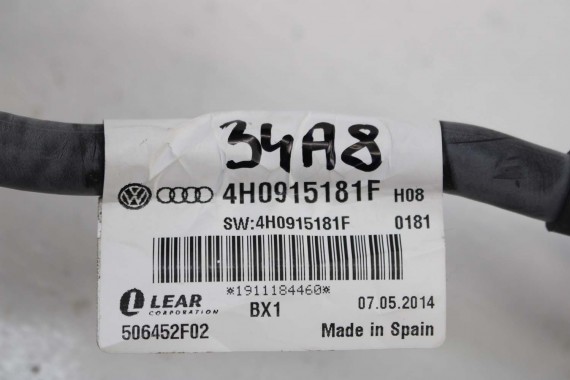 34A8
4H0915181F H08
SW:4H0915181F 0181
*1911184460*
LEAR BX1 07.05.2014
CORPORATION
506452F02 Made in Spain